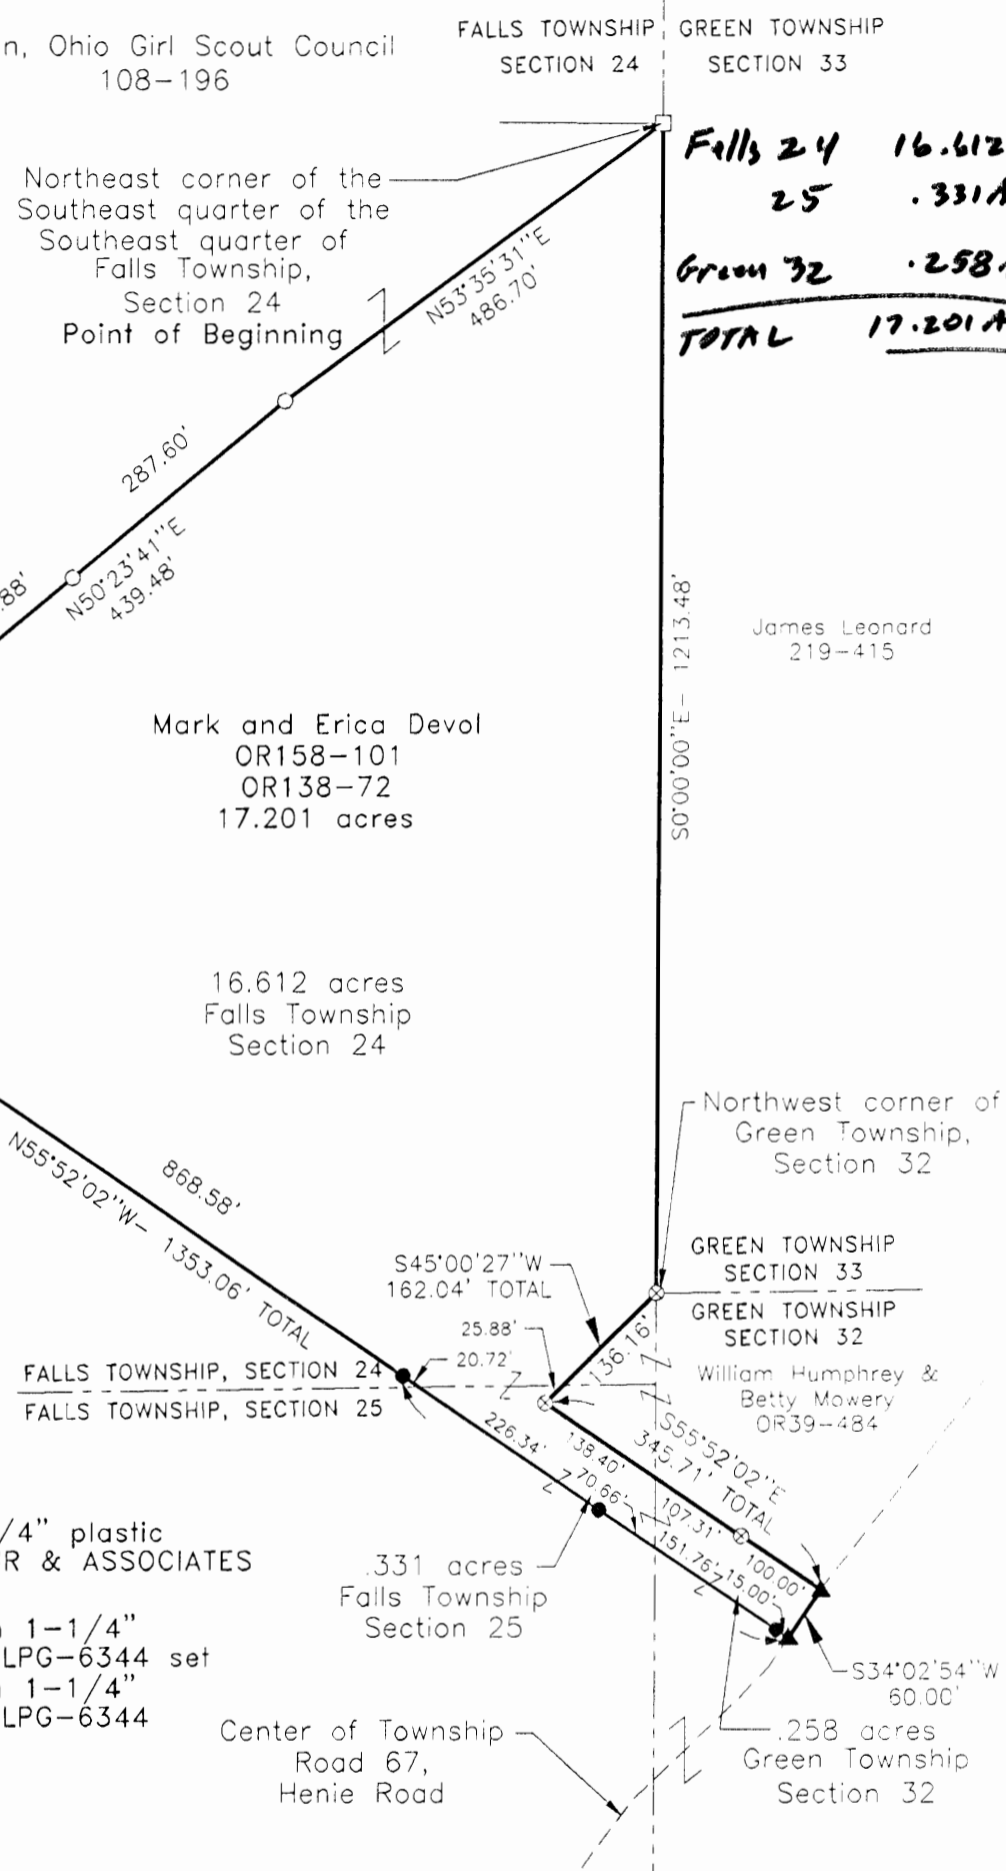 n, Ohio Girl Scout Council
108-196
FALLS TOWNSHIP
SECTION 24
GREEN TOWNSHIP
SECTION 33
Falls 24 16.612
25 .331 A
Green 32 .258
TOTAL 17.201 A
Northeast corner of the
Southeast quarter of the
Southeast quarter of
Falls Township,
Section 24
Point of Beginning
N53°35'31"E
486.70'
287.60'
N50°23'41"E
439.48'
.88'
S0°00'00"E- 1213.48'
James Leonard
219-415
Mark and Erica Devol
OR158-101
OR138-72
17.201 acres
16.612 acres
Falls Township
Section 24
Northwest corner of
Green Township,
Section 32
868.58'
N55°52'02"W- 1353.06' TOTAL
S45°00'27"W
162.04' TOTAL
GREEN TOWNSHIP
SECTION 33
GREEN TOWNSHIP
SECTION 32
25.88'
136.16'
20.72'
FALLS TOWNSHIP, SECTION 24
FALLS TOWNSHIP, SECTION 25
William Humphrey &
Betty Mowery
OR39-484
S55°52'02"E
345.71' TOTAL
226.34'
138.40'
70.66'
107.31'
151.76'
100.00'
15.00'
/4" plastic
R & ASSOCIATES
1-1/4"
LPG-6344 set
1-1/4"
LPG-6344
.331 acres
Falls Township
Section 25
S34°02'54"W
60.00'
Center of Township
Road 67,
Henie Road
.258 acres
Green Township
Section 32